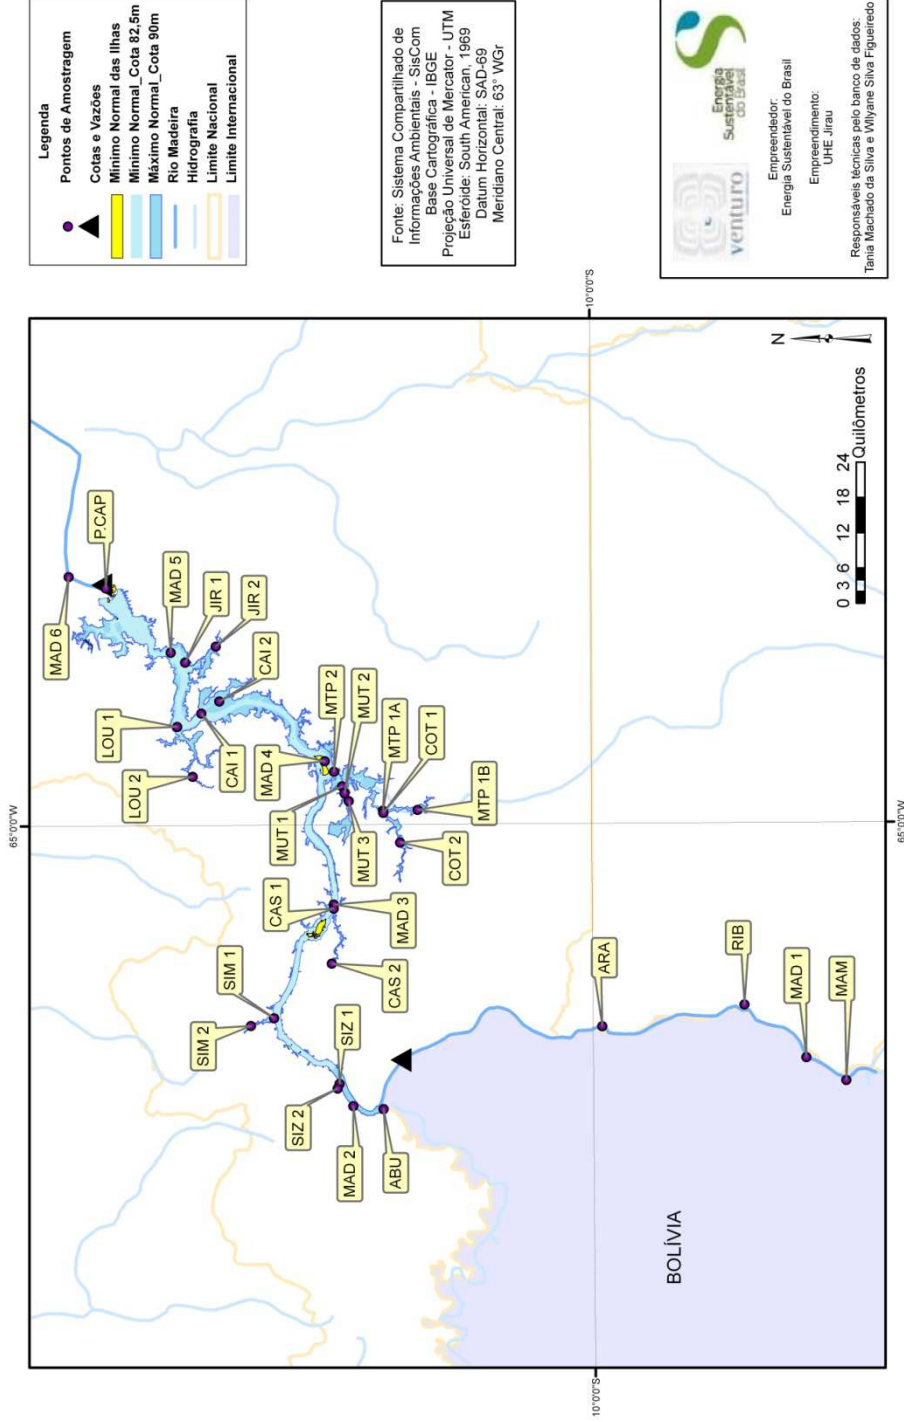 Legenda
Pontos de Amostragem
Cotas e Vazões
Mínimo Normal das Ilhas
Mínimo Normal_Cota 82,5m
Máximo Normal_Cota 90m
Rio Madeira
Hidrografia
Limite Nacional
Limite Internacional
Fonte: Sistema Compartilhado de
Informações Ambientais - SisCom
Base Cartográfica - IBGE
Projeção Universal de Mercator - UTM
Esferóide: South American, 1969
Datum Horizontal: SAD-69
Meridiano Central: 63° WGr
venturo
Energia
Sustentável
do Brasil
Empreendedor:
Energia Sustentável do Brasil
Empreendimento:
UHE Jirau
Responsáveis técnicas pelo banco de dados:
Tania Machado da Silva e Wllyane Silva Figueiredo
65°0'0"W
MAD 6
P.CAP
MAD 5
JIR 1
JIR 2
LOU 1
LOU 2
CAI 1
CAI 2
MAD 4
MTP 2
MUT 2
MUT 1
MUT 3
MTP 1A
COT 1
MTP 1B
COT 2
CAS 1
MAD 3
CAS 2
SIM 1
SIM 2
SIZ 1
SIZ 2
MAD 2
ABU
ARA
RIB
MAD 1
MAM
BOLÍVIA
10°0'0"S
10°0'0"S
N
0 3 6 12 18 24
Quilômetros
65°0'0"W